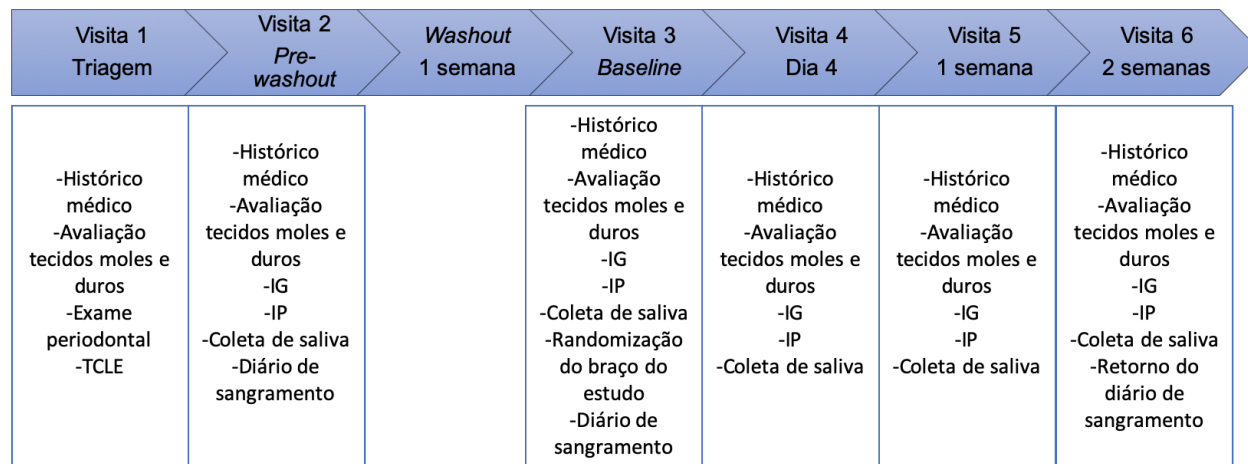 Visita 1
Triagem
Visita 2
Pre-
washout
Washout
1 semana
Visita 3
Baseline
Visita 4
Dia 4
Visita 5
1 semana
Visita 6
2 semanas
-Histórico
médico
-Avaliação
tecidos moles e
duros
-Exame
periodontal
-TCLE
-Histórico
médico
-Avaliação
tecidos moles e
duros
-IG
-IP
-Coleta de saliva
-Diário de
sangramento
-Histórico
médico
-Avaliação
tecidos moles e
duros
-IG
-IP
-Coleta de saliva
-Randomização
do braço do
estudo
-Diário de
sangramento
-Histórico
médico
-Avaliação
tecidos moles e
duros
-IG
-IP
-Coleta de saliva
-Histórico
médico
-Avaliação
tecidos moles e
duros
-IG
-IP
-Coleta de saliva
-Histórico
médico
-Avaliação
tecidos moles e
duros
-IG
-IP
-Coleta de saliva
-Retorno do
diário de
sangramento